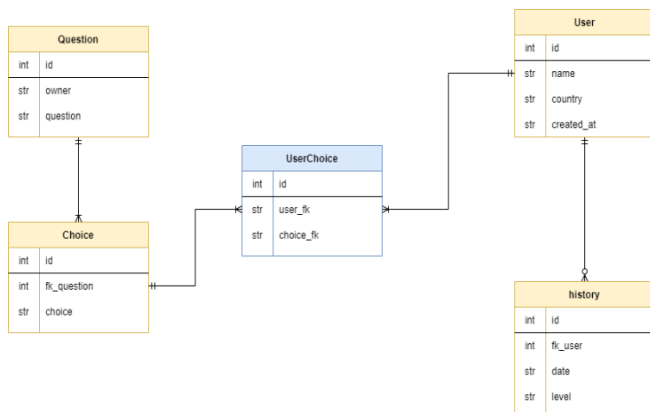 Question
int id
str owner
str question
User
int id
str name
str country
str created_at
UserChoice
int id
str user_fk
str choice_fk
Choice
int id
int fk_question
str choice
history
int id
int fk_user
str date
str level